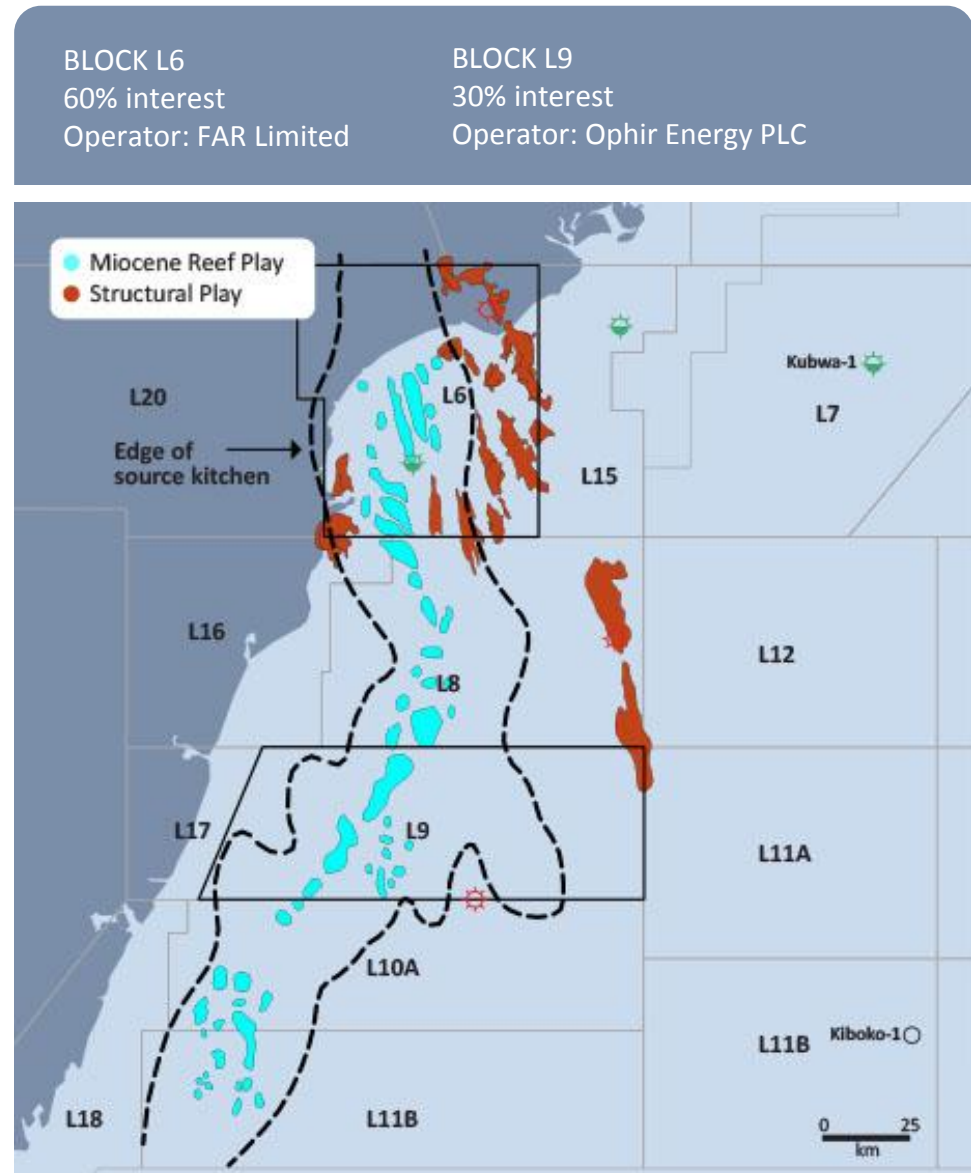 BLOCK L6
60% interest
Operator: FAR Limited
BLOCK L9
30% interest
Operator: Ophir Energy PLC
Miocene Reef Play
Structural Play
Kubwa-1
L6
L20
L7
Edge of
source kitchen
L15
L16
L12
L8
L17
L9
L11A
L10A
L11B
Kiboko-1
L18
L11B
0 25
km